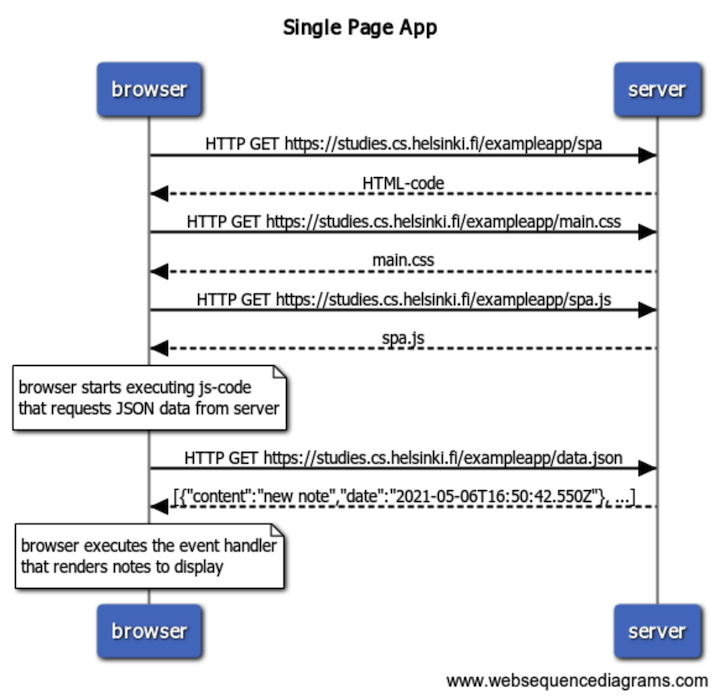 Single Page App
browser
server
HTTP GET https://studies.cs.helsinki.fi/exampleapp/spa
HTML-code
HTTP GET https://studies.cs.helsinki.fi/exampleapp/main.css
main.css
HTTP GET https://studies.cs.helsinki.fi/exampleapp/spa.js
spa.js
browser starts executing js-code
that requests JSON data from server
HTTP GET https://studies.cs.helsinki.fi/exampleapp/data.json
[{"content":"new note","date":"2021-05-06T16:50:42.550Z"}, ...]
browser executes the event handler
that renders notes to display
browser
server
www.websequencediagrams.com